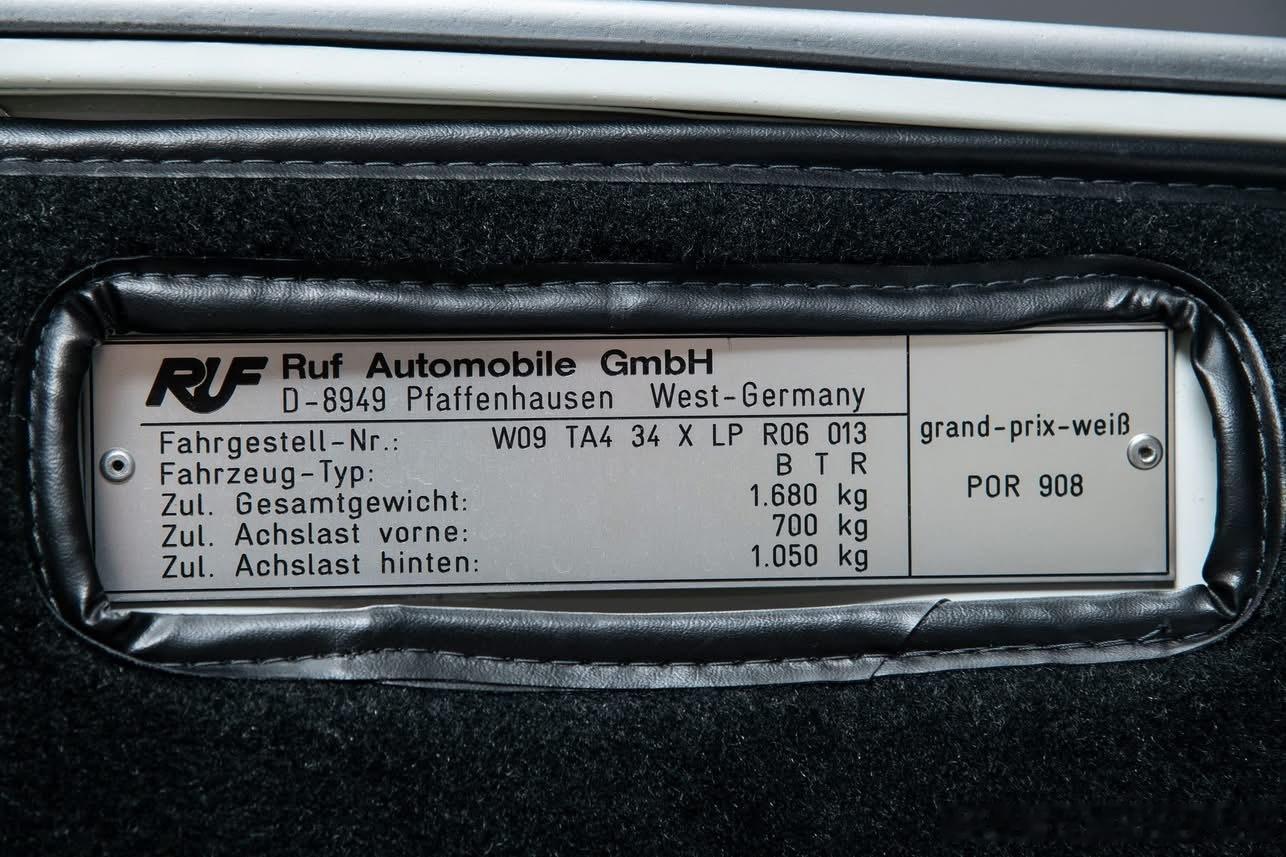 RUF Ruf Automobile GmbH
D-8949 Pfaffenhausen West-Germany
Fahrgestell-Nr.: W09 TA4 34 X LP R06 013
Fahrzeug-Typ: B T R
Zul. Gesamtgewicht: 1.680 kg
Zul. Achslast vorne: 700 kg
Zul. Achslast hinten: 1.050 kg
grand-prix-weiß
POR 908